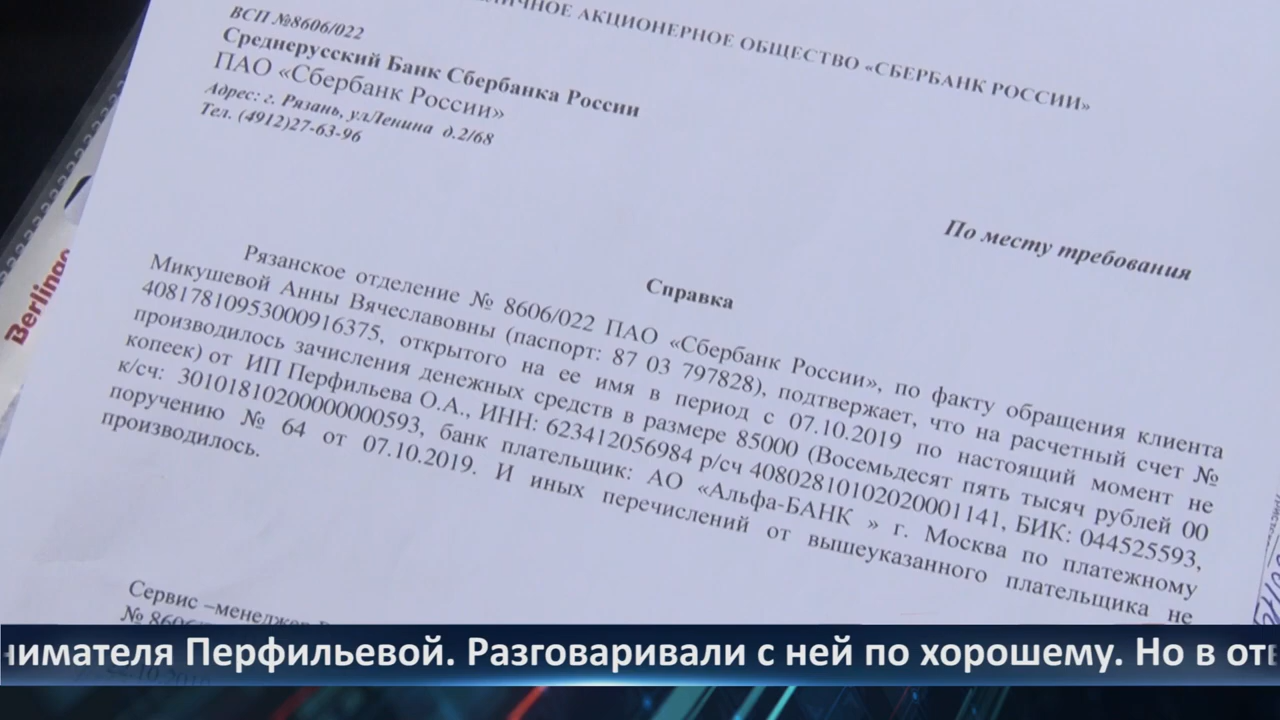 АКЦИОНЕРНОЕ ОБЩЕСТВО «СБЕРБАНК РОССИИ»
ВСП №8606/022
Среднерусский Банк Сбербанка России
ПАО «Сбербанк России»
Адрес: г. Рязань, улЛенина д.2/68
Тел. (4912)27-63-96
По месту требования
Справка
Рязанское отделение № 8606/022 ПАО «Сбербанк России», по факту обращения клиента
Микушевой Анны Вячеславовны (паспорт: 87 03 797828), подтверждает, что на расчетный счет №
40817810953000916375, открытого на ее имя в период с 07.10.2019 по настоящий момент не
производилось зачисления денежных средств в размере 85000 (Восемьдесят пять тысяч рублей 00
копеек) от ИП Перфильева О.А., ИНН: 623412056984 р/сч 40802810102020001141, БИК: 044525593,
к/сч: 30101810200000000593, банк плательщик: АО «Альфа-БАНК » г. Москва по платежному
поручению № 64 от 07.10.2019. И иных перечислений от вышеуказанного плательщика не
производилось.
Сервис –менеджер
Berlingo
нимателя Перфильевой. Разговаривали с ней по хорошему. Но в отв